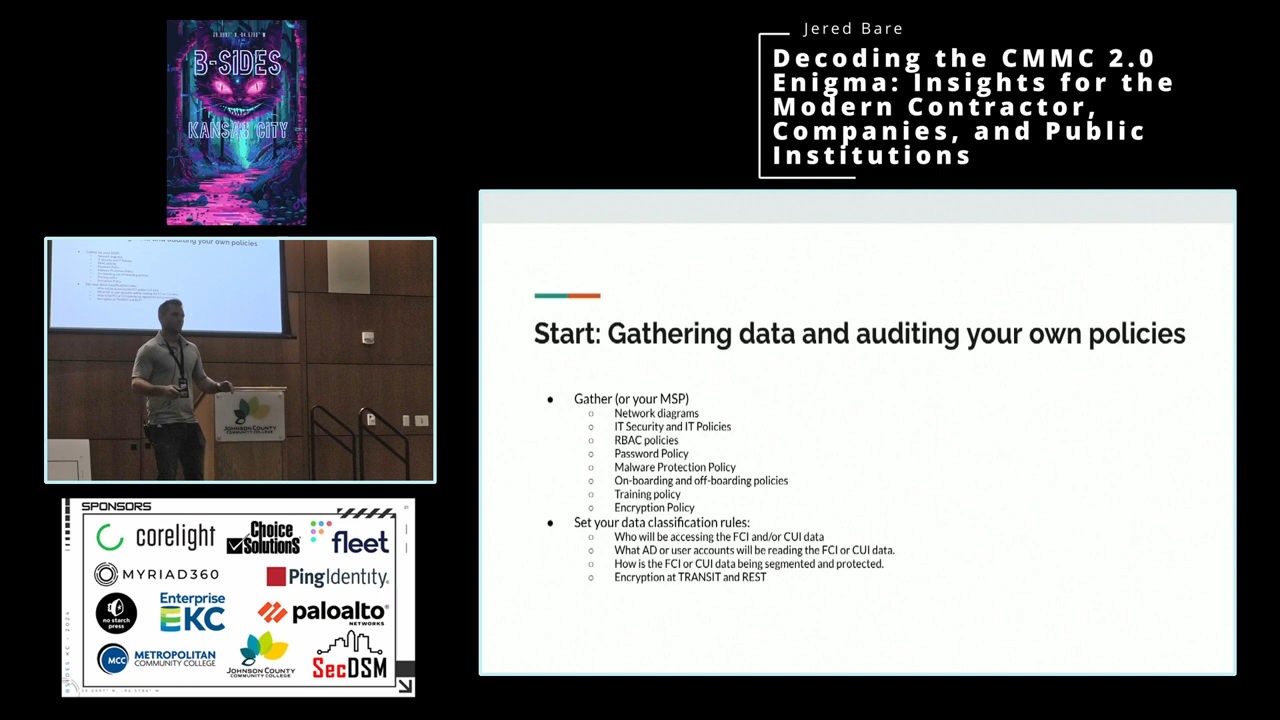 B-SIDES
KANSAS CITY
Jered Bare
Decoding the CMMC 2.0
Enigma: Insights for the
Modern Contractor,
Companies, and Public
Institutions
JOHNSON COUNTY
COMMUNITY COLLEGE
Start: Gathering data and auditing your own policies
● Gather (or your MSP)
○ Network diagrams
○ IT Security and IT Policies
○ RBAC policies
○ Password Policy
○ Malware Protection Policy
○ On-boarding and off-boarding policies
○ Training policy
○ Encryption Policy
● Set your data classification rules:
○ Who will be accessing the FCI and/or CUI data
○ What AD or user accounts will be reading the FCI or CUI data.
○ How is the FCI or CUI data being segmented and protected.
○ Encryption at TRANSIT and REST
SPONSORS
corelight
Choice
Solutions
fleet
MYRIAD360
PingIdentity.
no starch
press
Enterprise
EKC
paloalto®
NETWORKS
MCC
METROPOLITAN
COMMUNITY COLLEGE
JOHNSON COUNTY
COMMUNITY COLLEGE
SecDSM